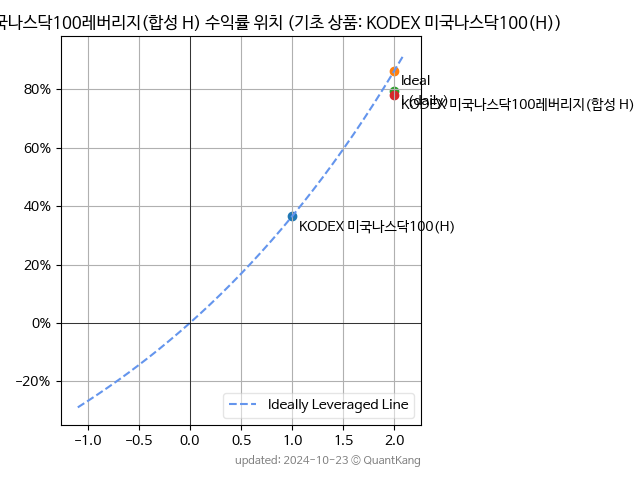 국나스닥100레버리지(합성 H) 수익률 위치 (기초 상품: KODEX 미국나스닥100(H))
80%
60%
40%
20%
0%
−20%
Ideal
(daily)
KODEX 미국나스닥100레버리지(합성 H)
KODEX 미국나스닥100(H)
Ideally Leveraged Line
−1.0 −0.5 0.0 0.5 1.0 1.5 2.0
updated: 2024-10-23 © QuantKang